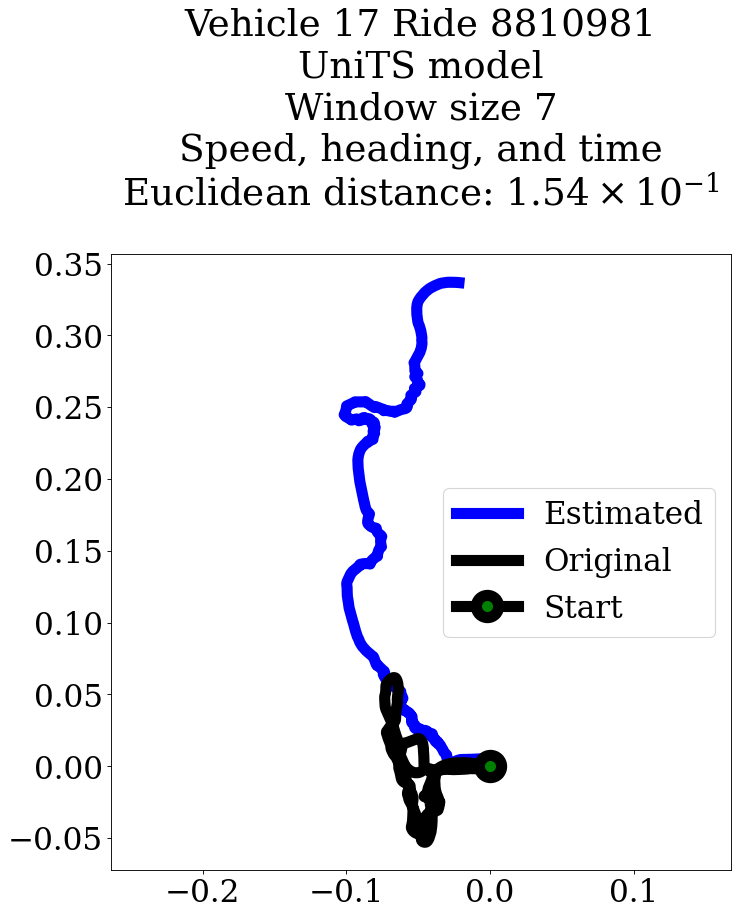 Vehicle 17 Ride 8810981
UniTS model
Window size 7
Speed, heading, and time
Euclidean distance: 1.54 × 10⁻¹
0.35
0.30
0.25
0.20
0.15
0.10
0.05
0.00
−0.05
Estimated
Original
Start
−0.2
−0.1
0.0
0.1